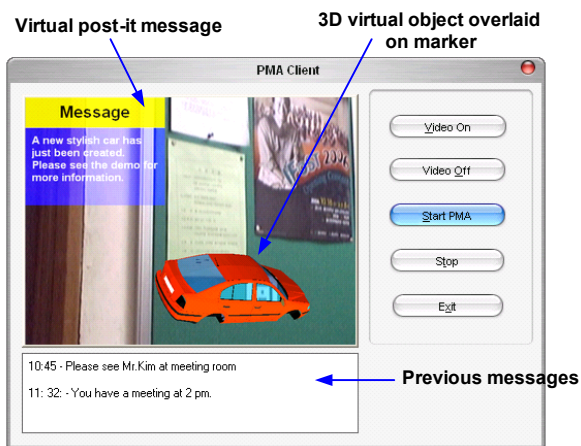 Virtual post-it message
3D virtual object overlaid
on marker
PMA Client
Message
A new stylish car has
just been created.
Please see the demo for
more information.
2006
Video On
Video Off
Start PMA
Stop
Exit
10:45 - Please see Mr.Kim at meeting room
11: 32: - You have a meeting at 2 pm.
Previous messages